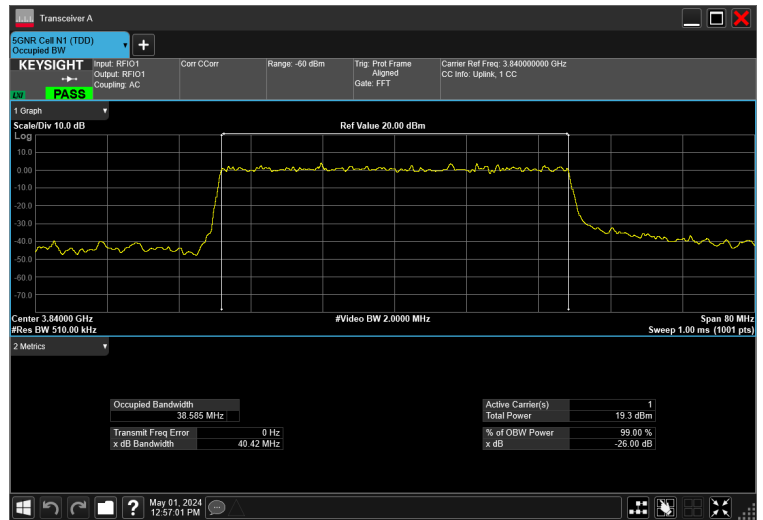 Transceiver A
5GNR Cell N1 (TDD)
Occupied BW
KEYSIGHT
LXI
PASS
Input: RFIO1
Output: RFIO1
Coupling: AC
Corr CCorr
Range: -60 dBm
Trig: Prot Frame
Aligned
Gate: FFT
Carrier Ref Freq: 3.840000000 GHz
CC Info: Uplink, 1 CC
1 Graph
Scale/Div 10.0 dB
Ref Value 20.00 dBm
Log
10.0
0.00
-10.0
-20.0
-30.0
-40.0
-50.0
-60.0
-70.0
Center 3.84000 GHz
#Video BW 2.0000 MHz
Span 80 MHz
#Res BW 510.00 kHz
Sweep 1.00 ms (1001 pts)
2 Metrics
Occupied Bandwidth
38.585 MHz
Transmit Freq Error 0 Hz
x dB Bandwidth 40.42 MHz
Active Carrier(s) 1
Total Power 19.3 dBm
% of OBW Power 99.00 %
x dB -26.00 dB
?
May 01, 2024
12:57:01 PM